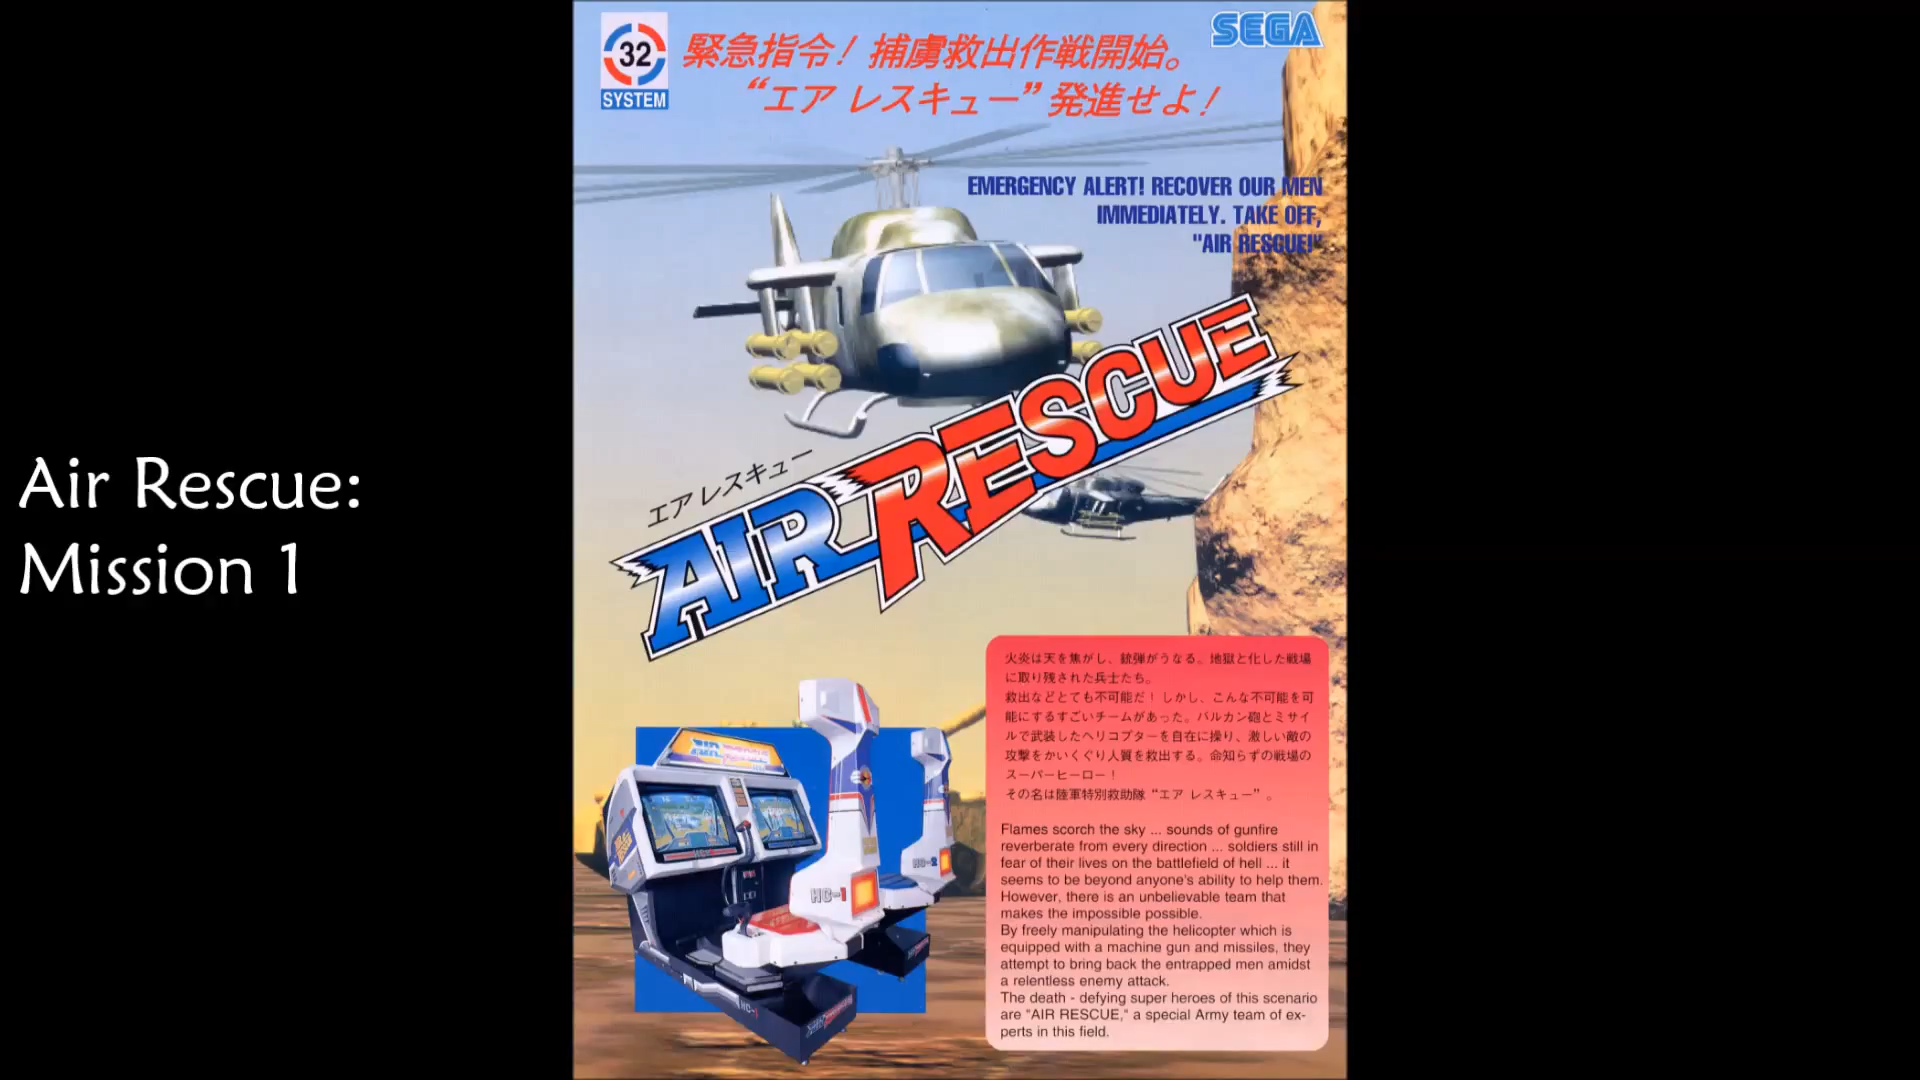 Air Rescue:
Mission 1
32
SYSTEM
SEGA
緊急指令！捕虜救出作戦開始。
“エア レスキュー”発進せよ！
EMERGENCY ALERT! RECOVER OUR MEN
IMMEDIATELY. TAKE OFF,
"AIR RESCUE!"
エア レスキュー
AIR RESCUE
火炎は天を焦がし、銃弾がうなる。地獄と化した戦場
に取り残された兵士たち。
救出などとても不可能だ！しかし、こんな不可能を可
能にするすごいチームがあった。バルカン砲とミサイ
ルで武装したヘリコプターを自在に操り、激しい敵の
攻撃をかいくぐり人質を救出する。命知らずの戦場の
スーパーヒーロー！
その名は陸軍特別救助隊“エア レスキュー”。
Flames scorch the sky ... sounds of gunfire
reverberate from every direction ... soldiers still in
fear of their lives on the battlefield of hell ... it
seems to be beyond anyone's ability to help them.
However, there is an unbelievable team that
makes the impossible possible.
By freely manipulating the helicopter which is
equipped with a machine gun and missiles, they
attempt to bring back the entrapped men amidst
a relentless enemy attack.
The death - defying super heroes of this scenario
are "AIR RESCUE," a special Army team of ex-
perts in this field.
AIR RESCUE
HC-1
HC-2
HC-1